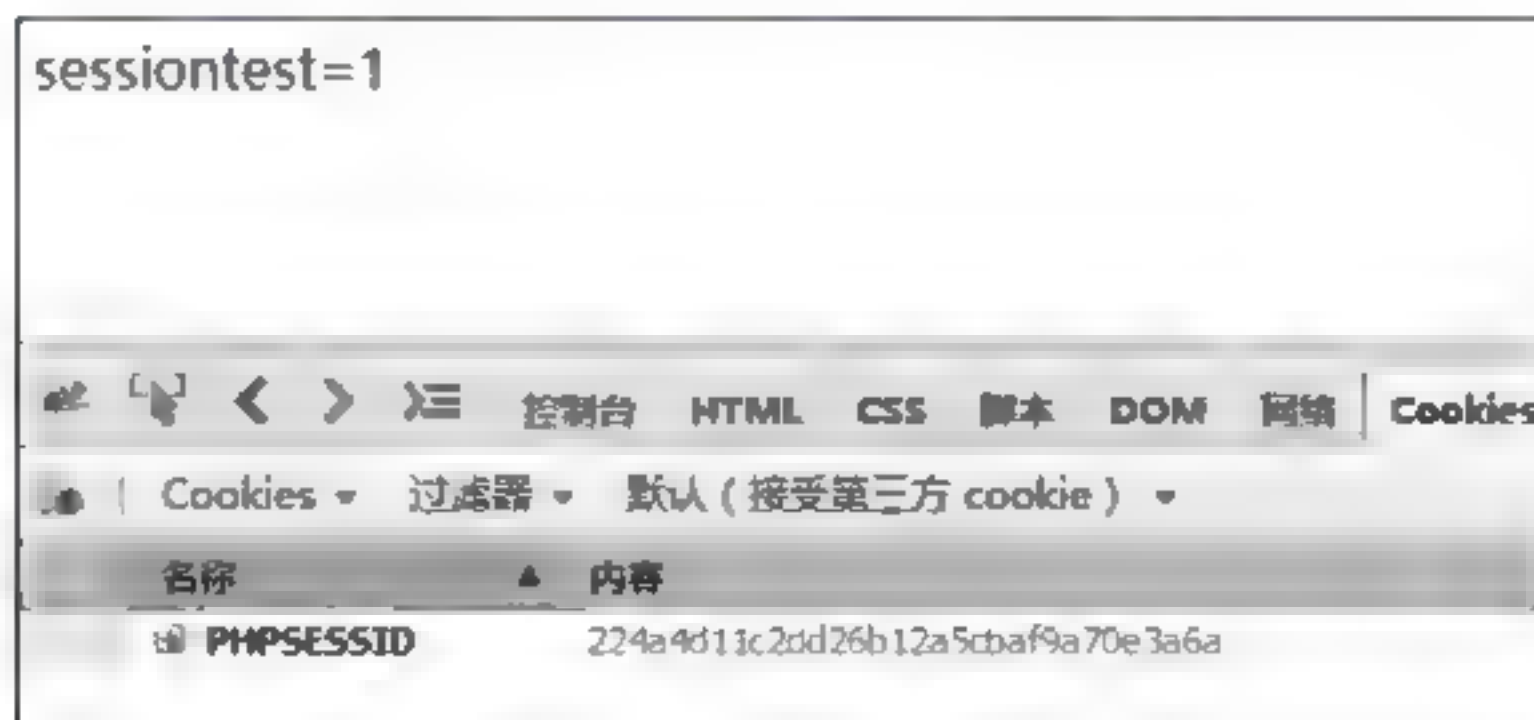 sessiontest=1
控制台 HTML CSS 脚本 DOM 网络 Cookies
Cookies 过滤器 默认 ( 接受第三方 cookie )
名称 内容
PHPSESSID 224a4d11c2dd26b12a5cbaf9a70e3a6a